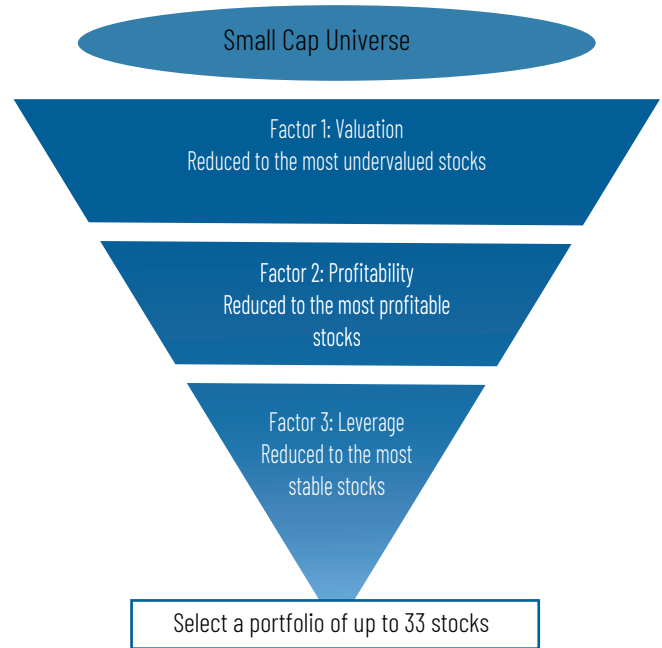 Small Cap Universe
Factor 1: Valuation
Reduced to the most undervalued stocks
Factor 2: Profitability
Reduced to the most profitable
stocks
Factor 3: Leverage
Reduced to the most
stable stocks
Select a portfolio of up to 33 stocks